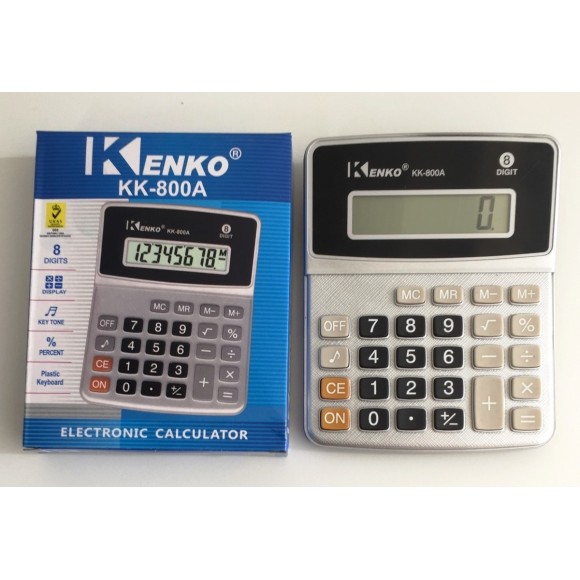 KENKO®
KK-800A
KENKO® KK-800A
8
DIGIT
12345678M
8
DIGITS
DISPLAY
KEY TONE
%
PERCENT
Plastic
Keyboard
MC MR M− M+
OFF 7 8 9 √ %
♪ 4 5 6 − ÷
CE 1 2 3 + ×
ON 0 . +/− =
ELECTRONIC CALCULATOR
KENKO® KK-800A
8
DIGIT
0.
MC MR M− M+
OFF 7 8 9 √ %
♪ 4 5 6 − ÷
CE 1 2 3 + ×
ON 0 . +/− =